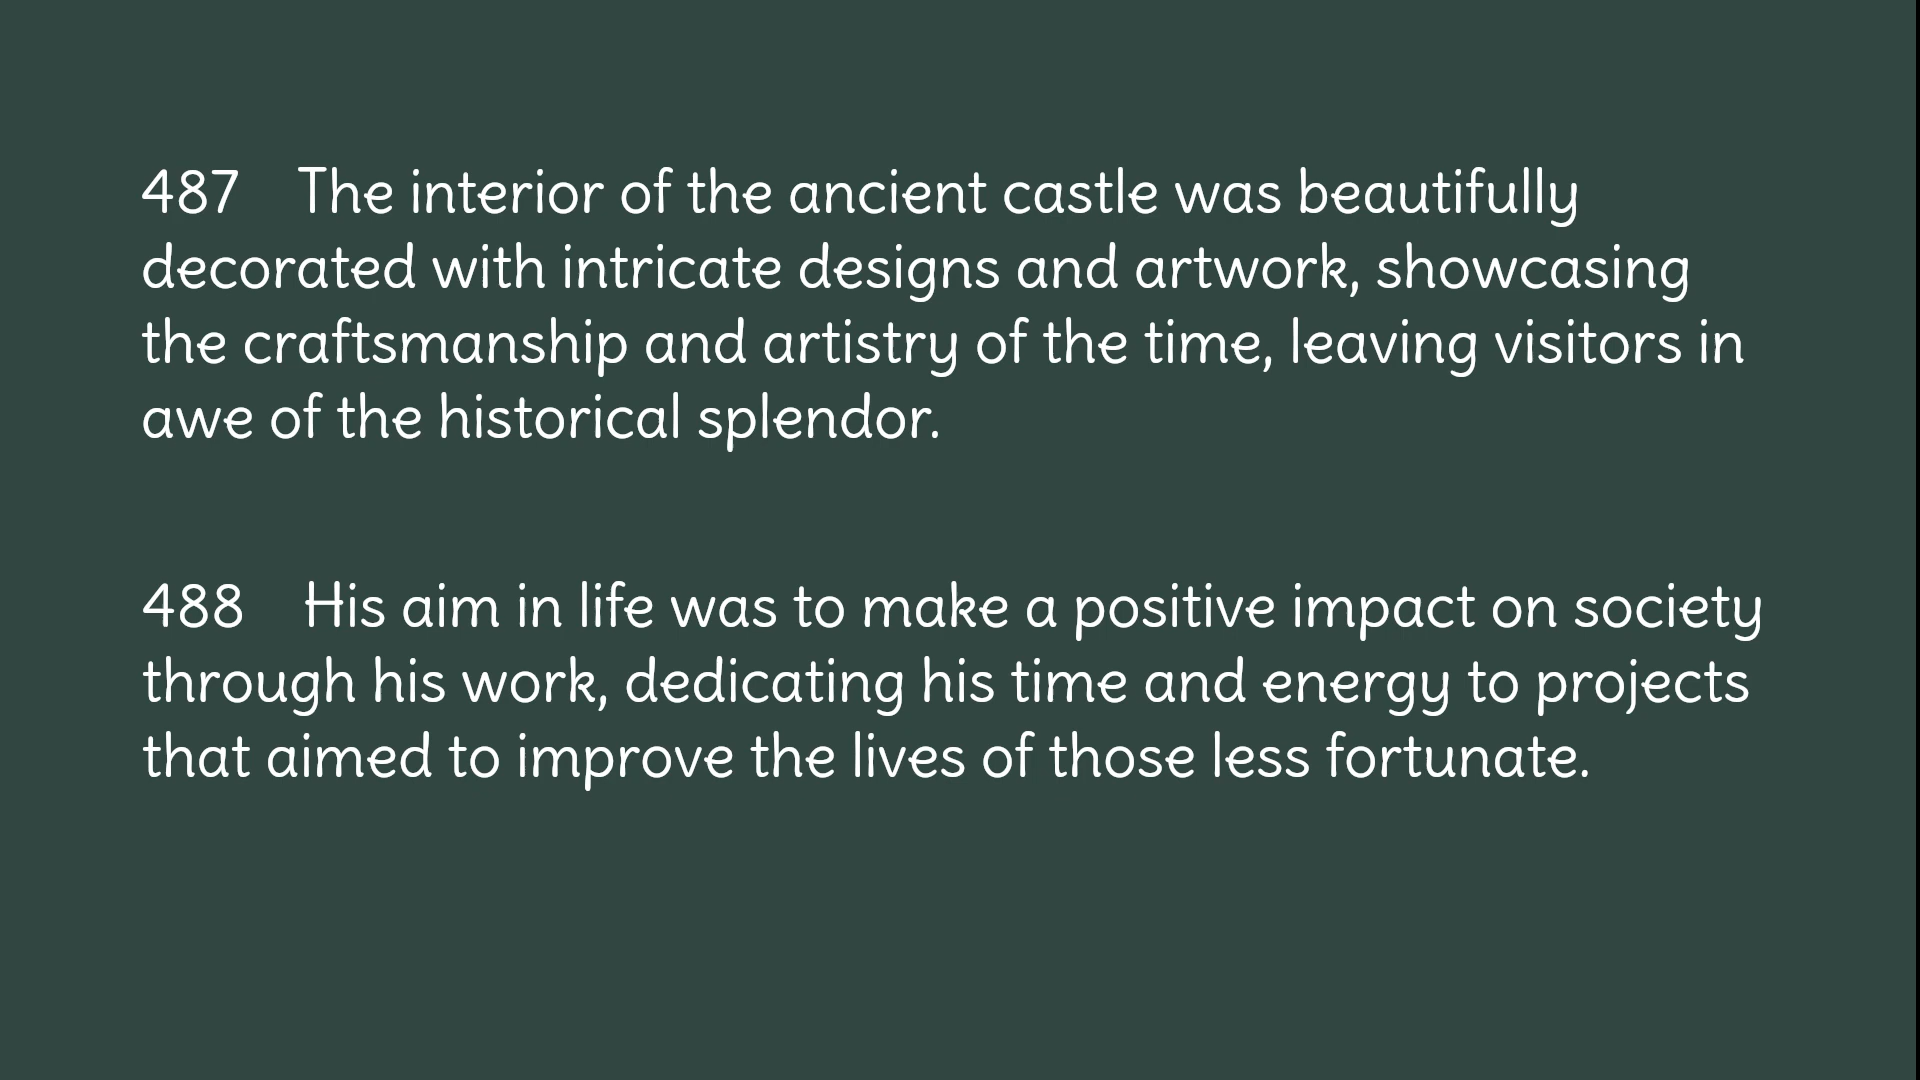 487 The interior of the ancient castle was beautifully
decorated with intricate designs and artwork, showcasing
the craftsmanship and artistry of the time, leaving visitors in
awe of the historical splendor.
488 His aim in life was to make a positive impact on society
through his work, dedicating his time and energy to projects
that aimed to improve the lives of those less fortunate.